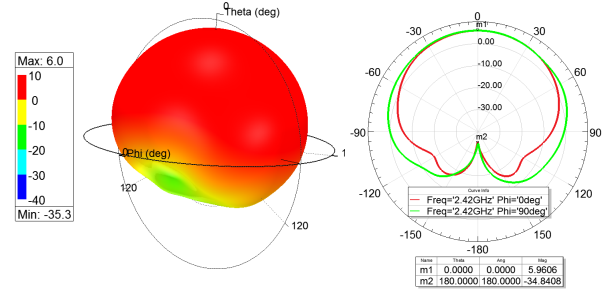 Max: 6.0
10
0
-10
-20
-30
-40
Min: -35.3
0
Theta (deg)
0
Phi (deg)
120
120
1
0
m1
-30
30
-60
60
-90
90
-120
120
-150
150
-180
0.00
-10.00
-20.00
-30.00
m2
Curve Info
Freq='2.42GHz' Phi='0deg'
Freq='2.42GHz' Phi='90deg'
Name Theta Ang Mag
m1 0.0000 0.0000 5.9606
m2 180.0000 180.0000 -34.8408